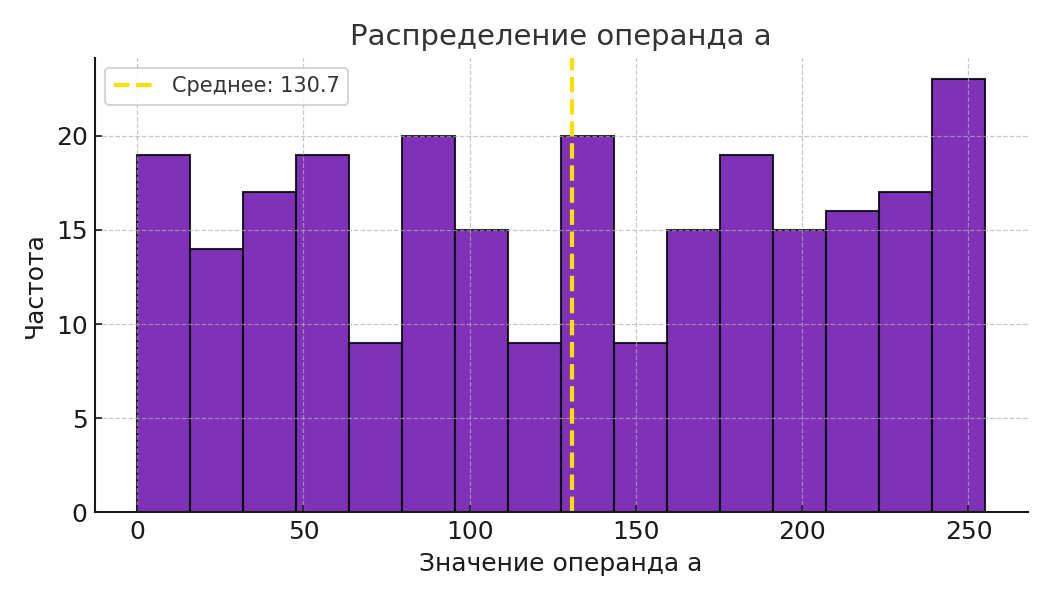 Распределение операнда a
Среднее: 130.7
Частота
20
15
10
5
0
0 50 100 150 200 250
Значение операнда a